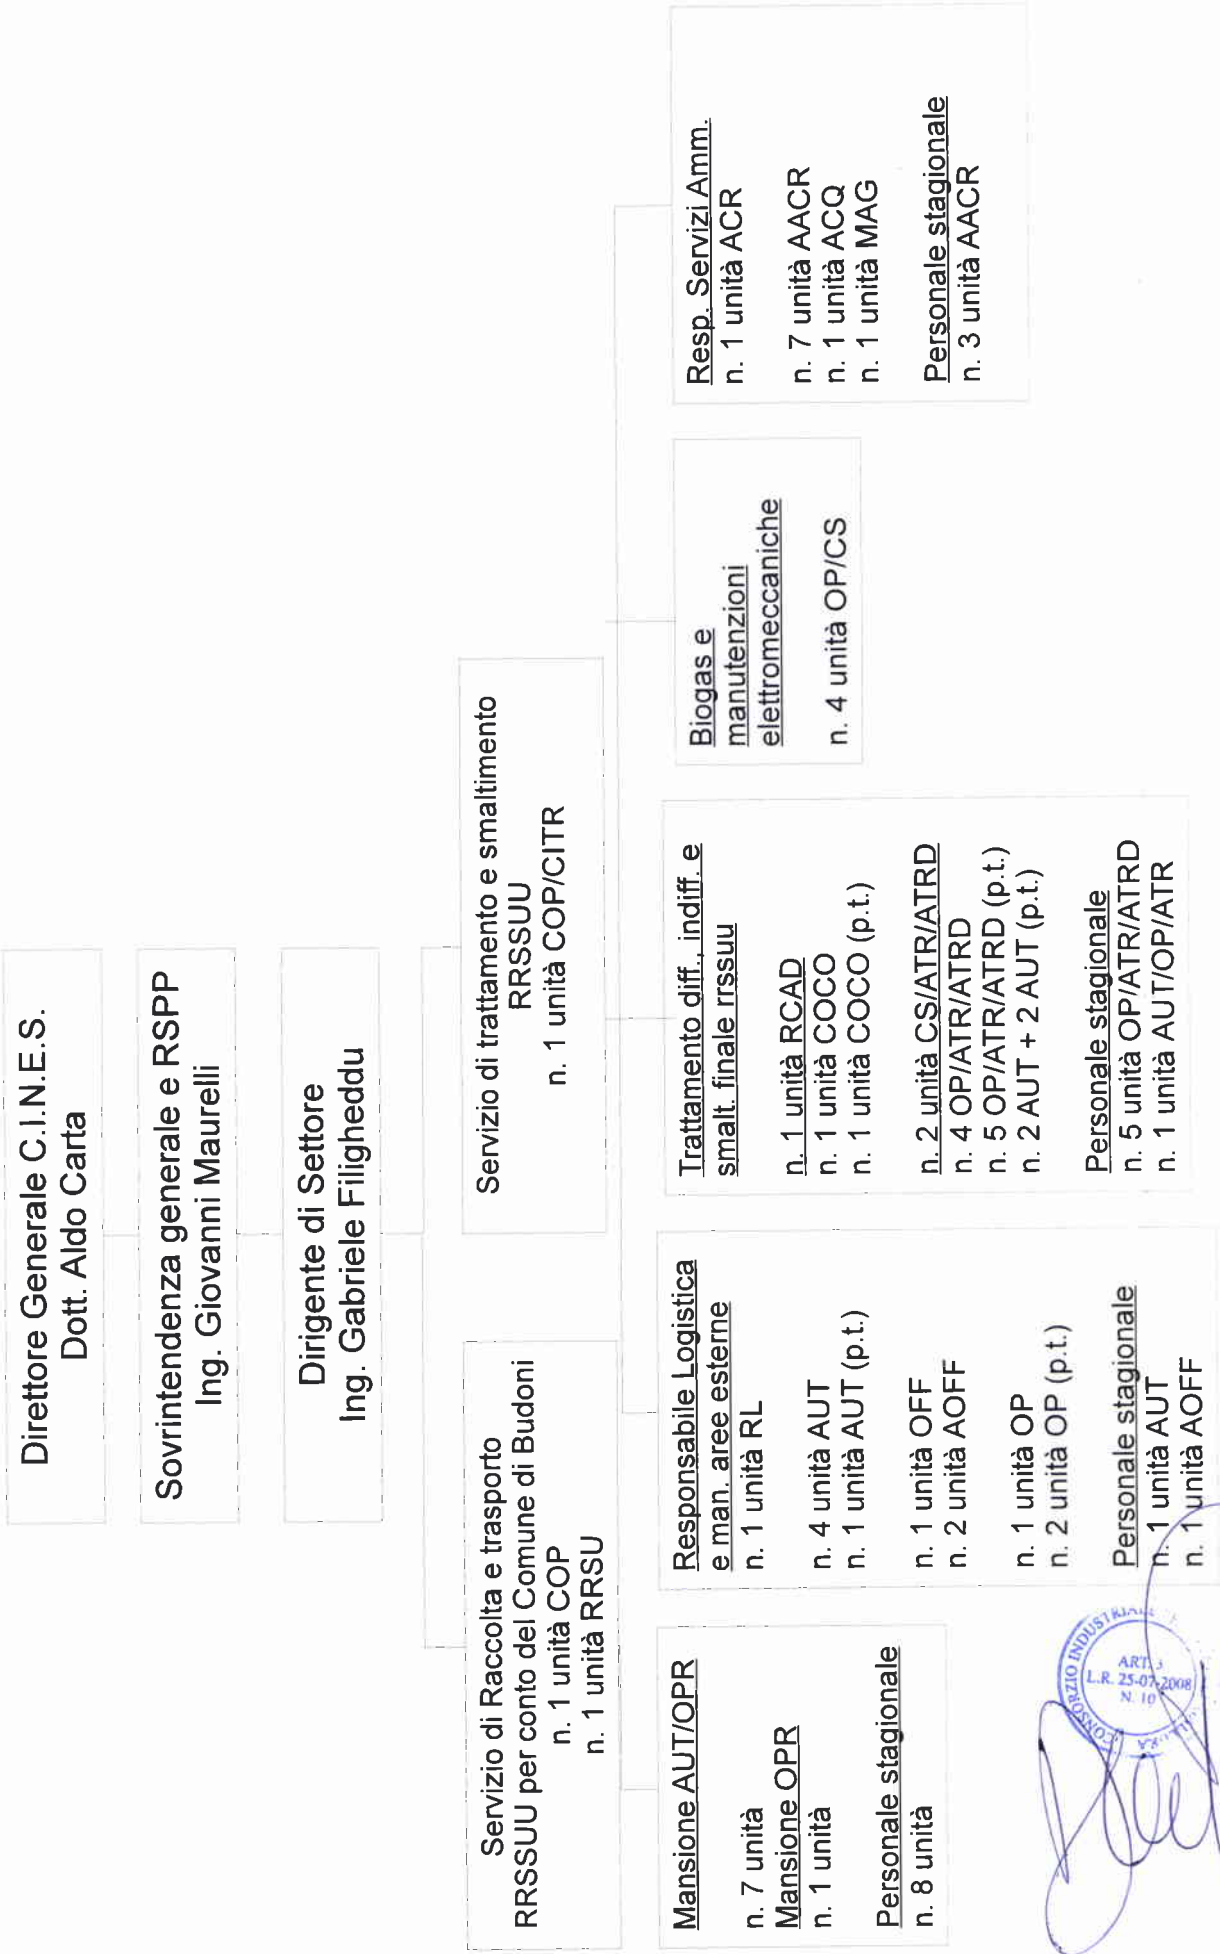 Direttore Generale C.I.N.E.S.
Dott. Aldo Carta
Sovrintendenza generale e RSPP
Ing. Giovanni Maurelli
Dirigente di Settore
Ing. Gabriele Filigheddu
Servizio di Raccolta e trasporto
RRSSUU per conto del Comune di Budoni
n. 1 unità COP
n. 1 unità RRSU
Servizio di trattamento e smaltimento
RRSSUU
n. 1 unità COP/CITR
Mansione AUT/OPR
n. 7 unità
Mansione OPR
n. 1 unità
Personale stagionale
n. 8 unità
Responsabile Logistica
e man. aree esterne
n. 1 unità RL
n. 4 unità AUT
n. 1 unità AUT (p.t.)
n. 1 unità OFF
n. 2 unità AOFF
n. 1 unità OP
n. 2 unità OP (p.t.)
Personale stagionale
n. 1 unità AUT
n. 1 unità AOFF
Trattamento diff., indiff. e
smalt. finale rrssuu
n. 1 unità RCAD
n. 1 unità COCO
n. 1 unità COCO (p.t.)
n. 2 unità CS/ATR/ATRD
n. 4 OP/ATR/ATRD
n. 5 OP/ATR/ATRD (p.t.)
n. 2 AUT + 2 AUT (p.t.)
Personale stagionale
n. 5 unità OP/ATR/ATRD
n. 1 unità AUT/OP/ATR
Biogas e
manutenzioni
elettromeccaniche
n. 4 unità OP/CS
Resp. Servizi Amm.
n. 1 unità ACR
n. 7 unità AACR
n. 1 unità ACQ
n. 1 unità MAG
Personale stagionale
n. 3 unità AACR
CONSORZIO INDUSTRIALE
ART. 3
L.R. 25-07-2008
N. 10